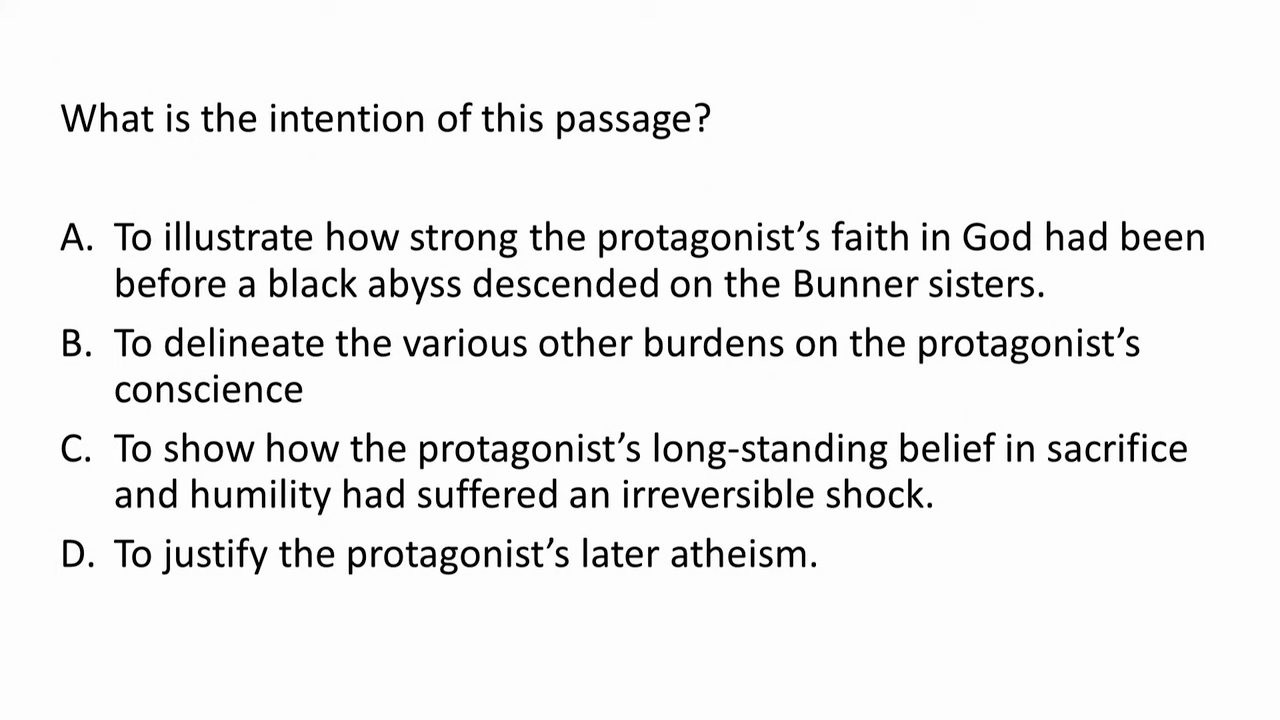 What is the intention of this passage?
A. To illustrate how strong the protagonist’s faith in God had been
before a black abyss descended on the Bunner sisters.
B. To delineate the various other burdens on the protagonist’s
conscience
C. To show how the protagonist’s long-standing belief in sacrifice
and humility had suffered an irreversible shock.
D. To justify the protagonist’s later atheism.